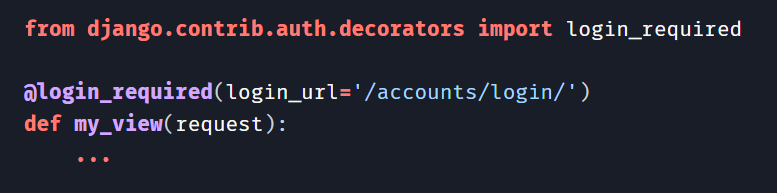 from django.contrib.auth.decorators import login_required
@login_required(login_url='/accounts/login/')
def my_view(request):
...